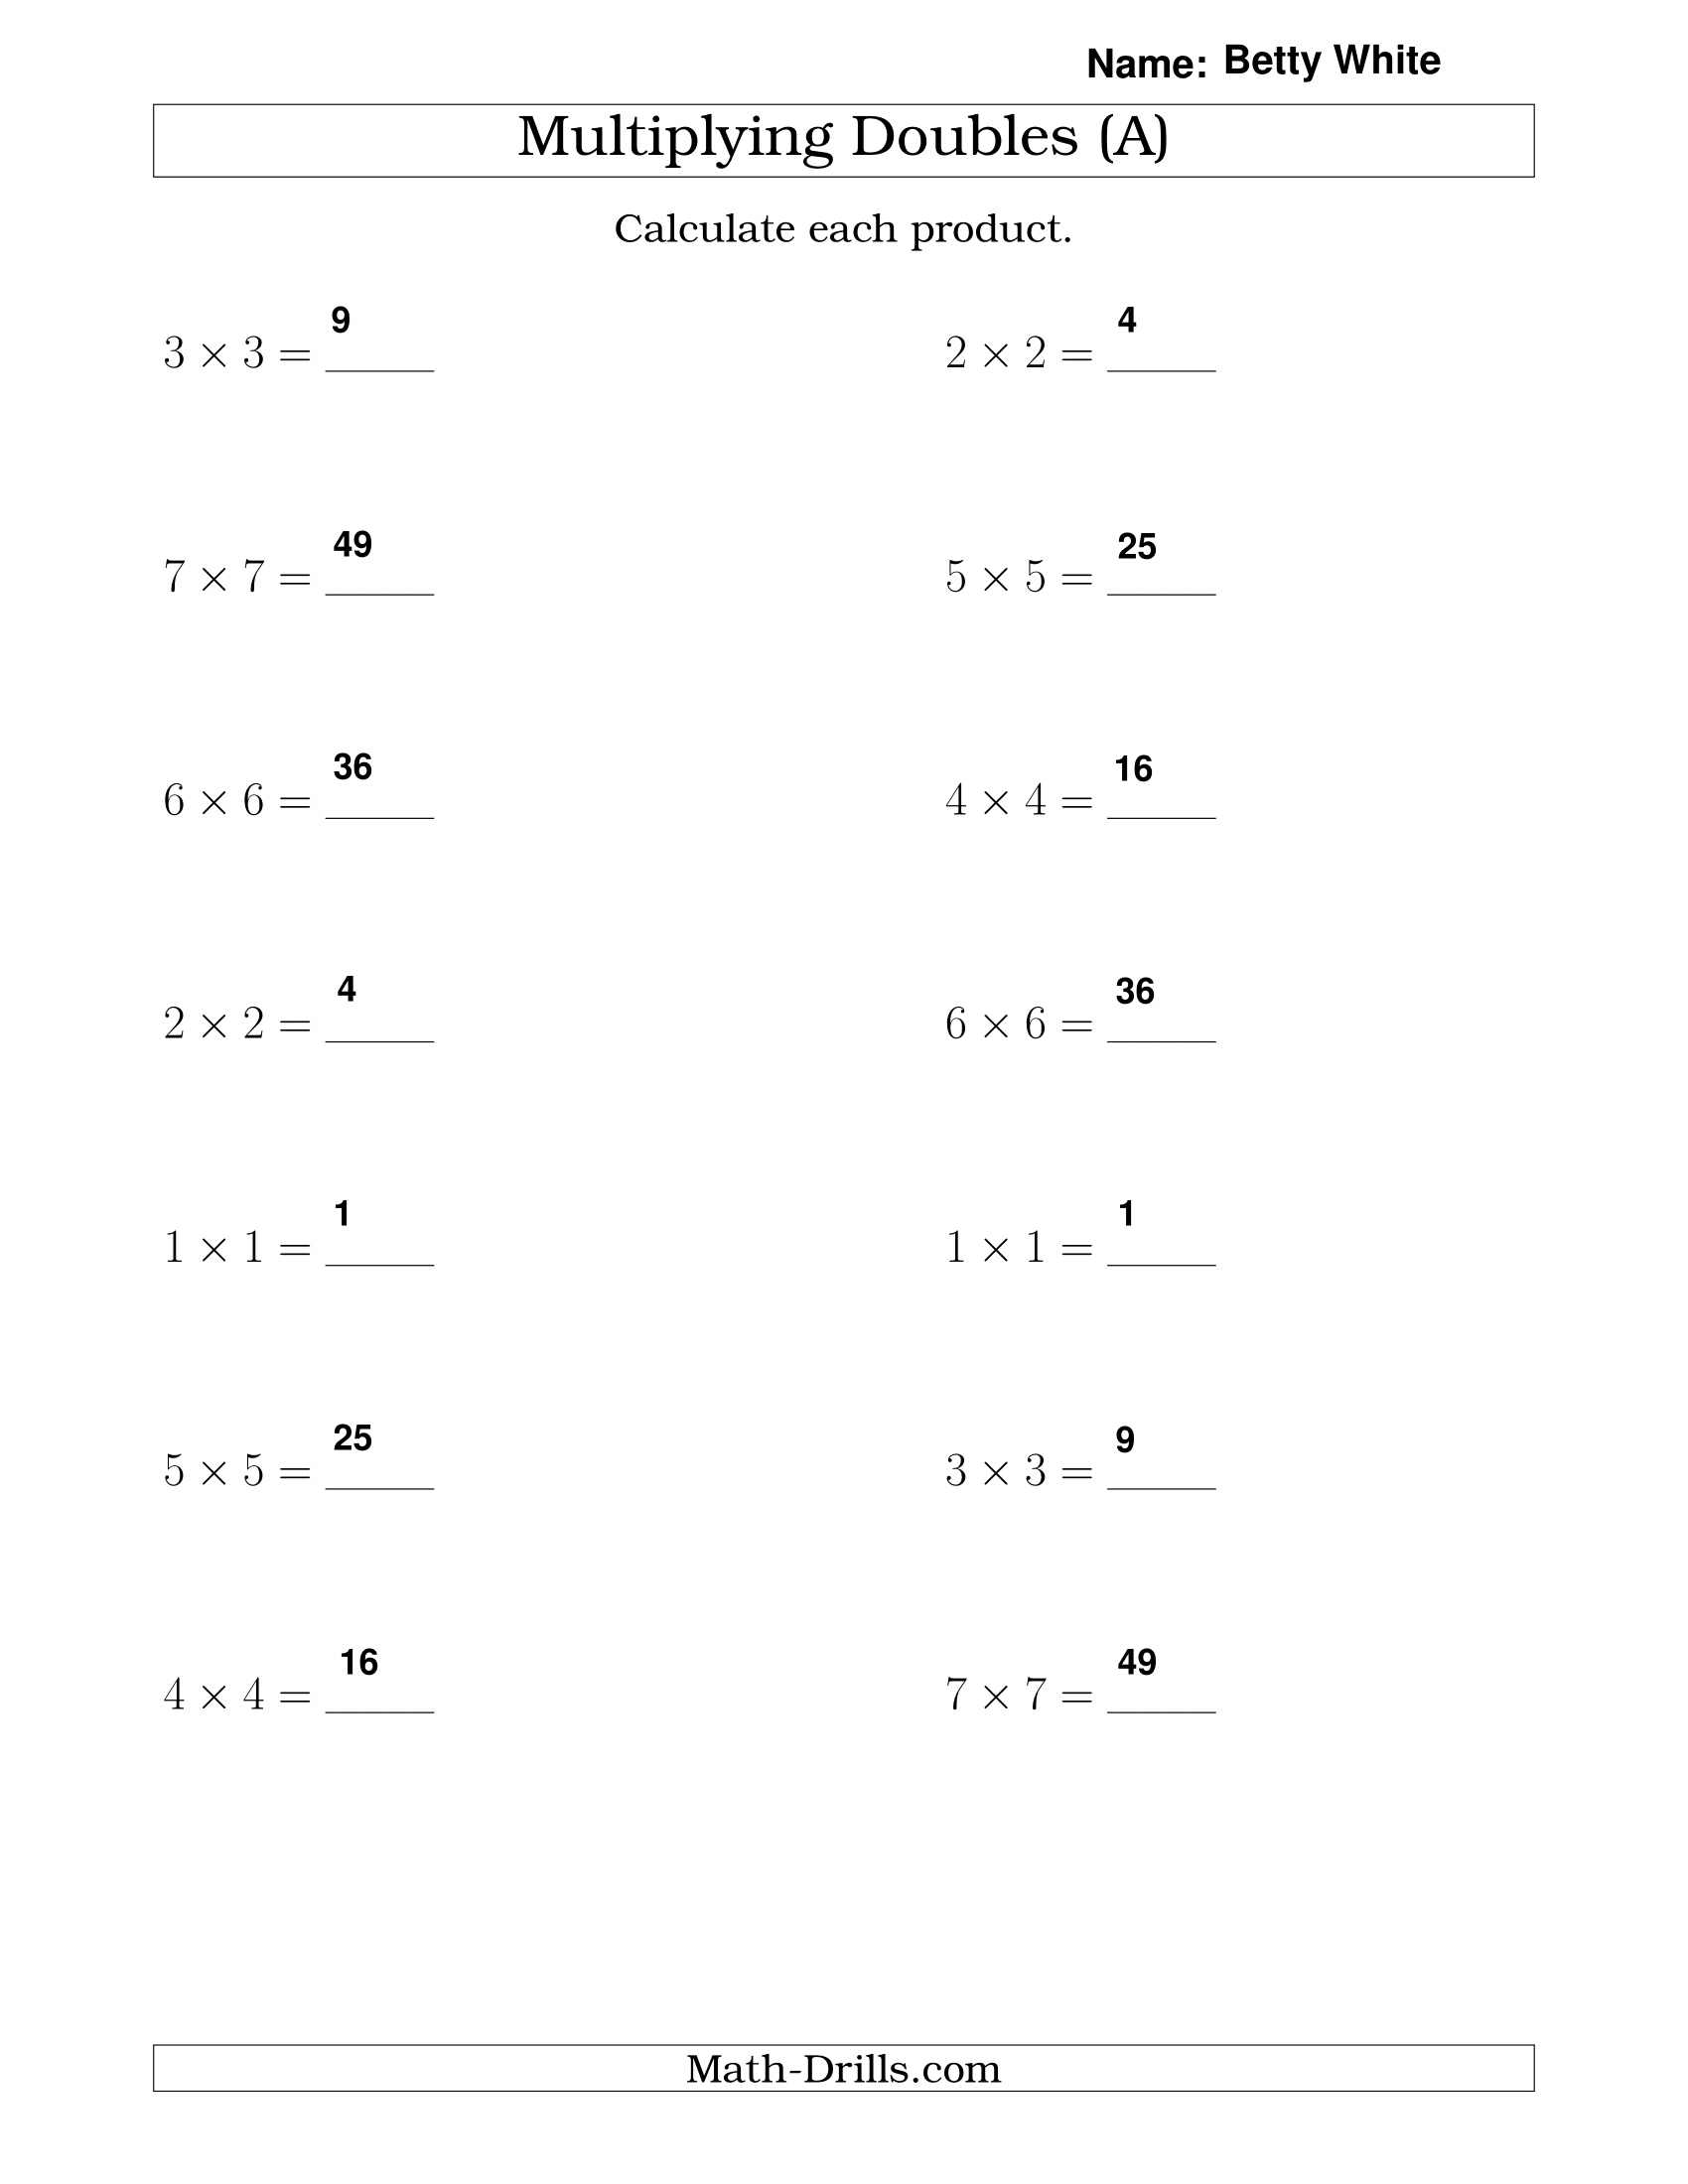 Name: Betty White
Multiplying Doubles (A)
Calculate each product.
3 × 3 = 9
2 × 2 = 4
7 × 7 = 49
5 × 5 = 25
6 × 6 = 36
4 × 4 = 16
2 × 2 = 4
6 × 6 = 36
1 × 1 = 1
1 × 1 = 1
5 × 5 = 25
3 × 3 = 9
4 × 4 = 16
7 × 7 = 49
Math-Drills.com